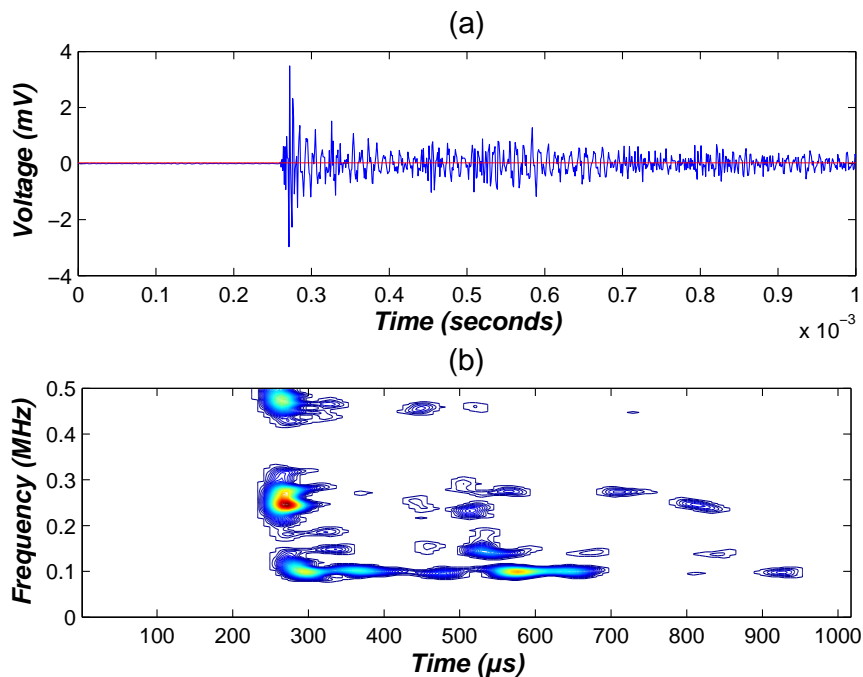 (a)
Voltage (mV)
4
2
0
−2
−4
0 0.1 0.2 0.3 0.4 0.5 0.6 0.7 0.8 0.9 1
Time (seconds)
x 10⁻³
(b)
Frequency (MHz)
0.5
0.4
0.3
0.2
0.1
0
100 200 300 400 500 600 700 800 900 1000
Time (µs)